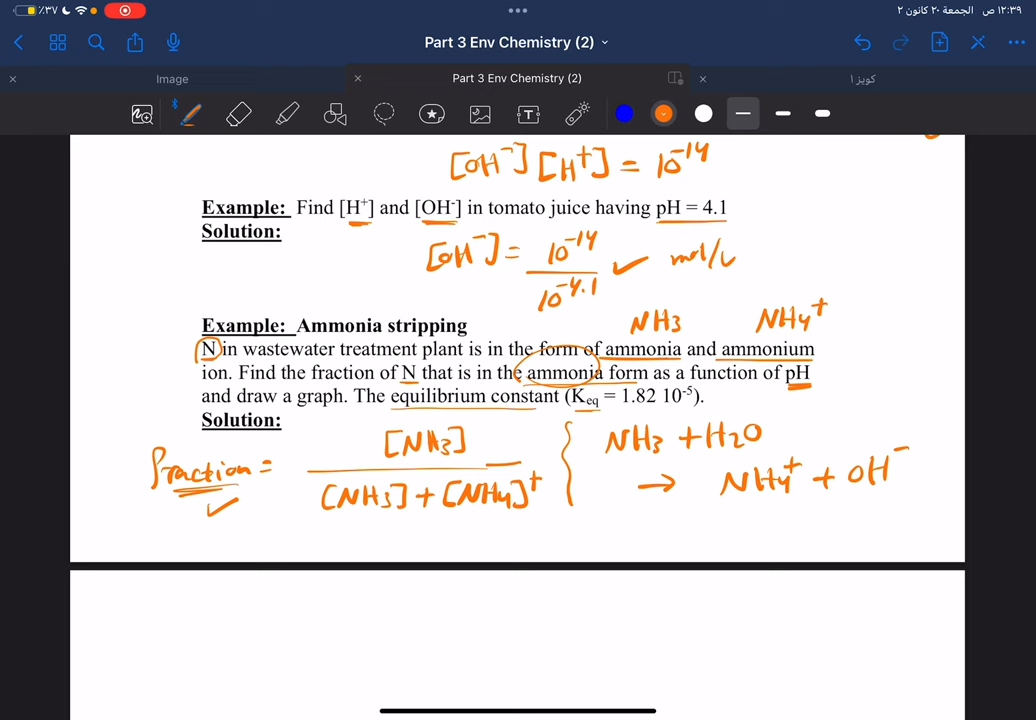 ٪٣٧
١٢:٣٩ ص الجمعة ٢٠ كانون ٢
Part 3 Env Chemistry (2)
Image
Part 3 Env Chemistry (2)
كويز ١
[OH⁻] [H⁺] = 10⁻¹⁴
Example: Find [H⁺] and [OH⁻] in tomato juice having pH = 4.1
Solution:
[OH⁻] = 10⁻¹⁴ / 10⁻⁴·¹ ✓ mol/L
Example: Ammonia stripping
NH3 NH4⁺
N in wastewater treatment plant is in the form of ammonia and ammonium
ion. Find the fraction of N that is in the ammonia form as a function of pH
and draw a graph. The equilibrium constant (Keq = 1.82 10⁻⁵).
Solution:
fraction = [NH3] / [NH3] + [NH4]⁺
NH3 + H2O
→ NH4⁺ + OH⁻